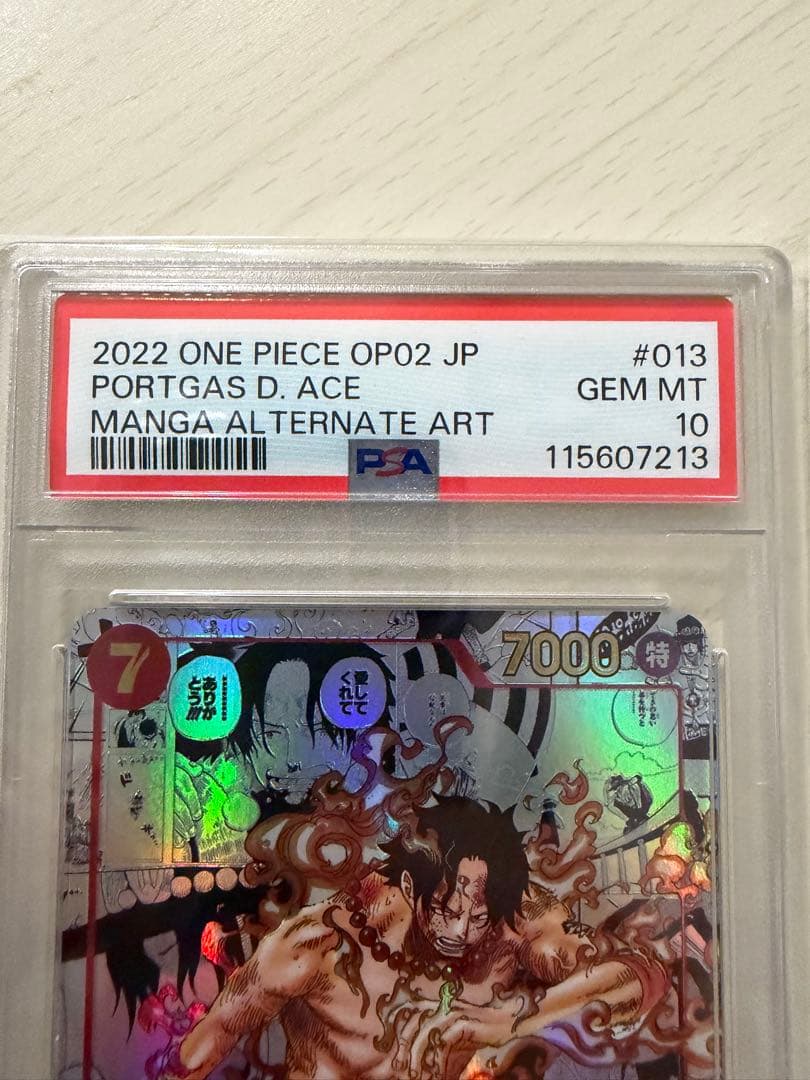 2022 ONE PIECE OP02 JP #013
PORTGAS D. ACE GEM MT
MANGA ALTERNATE ART 10
PSA 115607213
7
7000 特
愛して
くれて
ありが
とう!!!